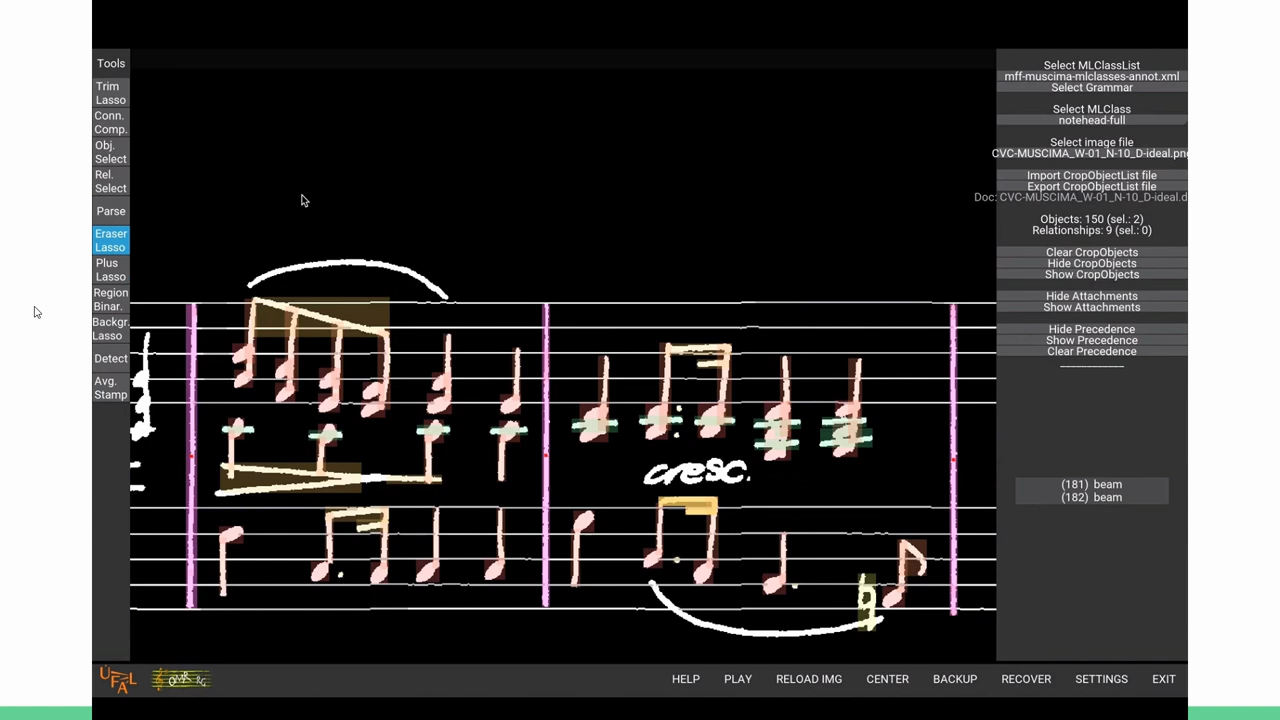 Tools
Trim
Lasso
Conn.
Comp.
Obj.
Select
Rel.
Select
Parse
Eraser
Lasso
Plus
Lasso
Region
Binar.
Backgr.
Lasso
Detect
Avg.
Stamp
cresc.
Select MLClassList
mff-muscima-mlclasses-annot.xml
Select Grammar
Select MLClass
notehead-full
Select image file
CVC-MUSCIMA_W-01_N-10_D-ideal.png
Import CropObjectList file
Export CropObjectList file
Doc: CVC-MUSCIMA_W-01_N-10_D-ideal.d
Objects: 150 (sel.: 2)
Relationships: 9 (sel.: 0)
Clear CropObjects
Hide CropObjects
Show CropObjects
Hide Attachments
Show Attachments
Hide Precedence
Show Precedence
Clear Precedence
(181) beam
(182) beam
ÚFAL
OMR RG
HELP PLAY RELOAD IMG CENTER BACKUP RECOVER SETTINGS EXIT